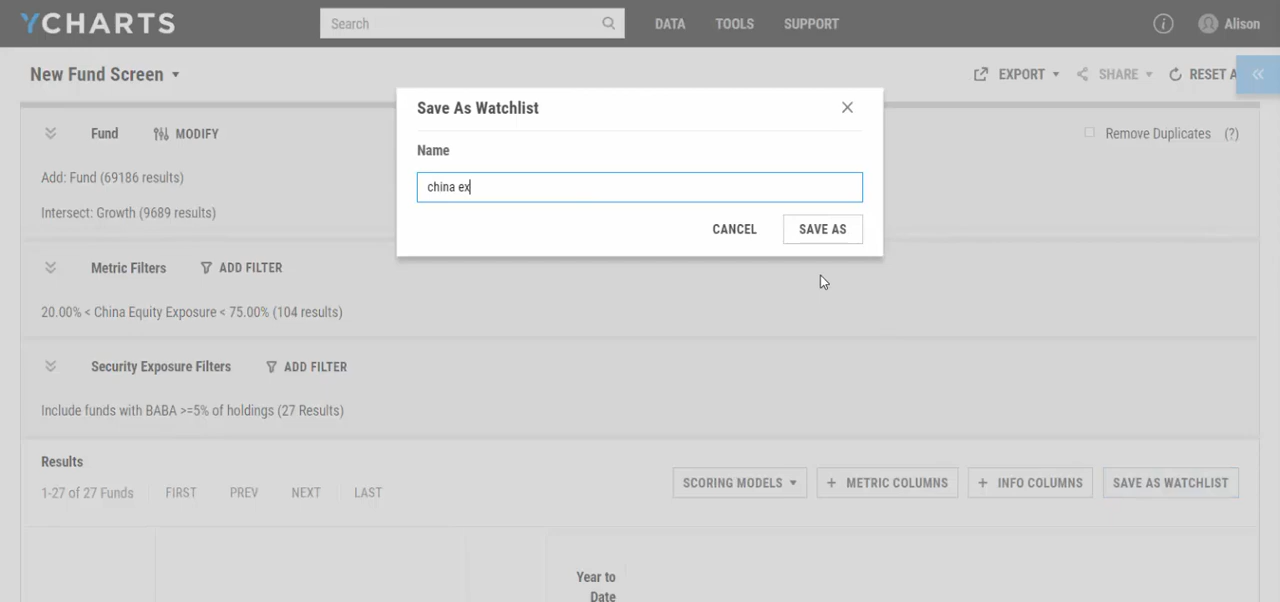 YCHARTS
Search
DATA TOOLS SUPPORT
i Alison
New Fund Screen
EXPORT SHARE RESET A
Save As Watchlist
Name
china ex
CANCEL SAVE AS
Fund MODIFY
Remove Duplicates (?)
Add: Fund (69186 results)
Intersect: Growth (9689 results)
Metric Filters ADD FILTER
20.00% < China Equity Exposure < 75.00% (104 results)
Security Exposure Filters ADD FILTER
Include funds with BABA >=5% of holdings (27 Results)
Results
1-27 of 27 Funds FIRST PREV NEXT LAST
SCORING MODELS + METRIC COLUMNS + INFO COLUMNS SAVE AS WATCHLIST
Year to
Date